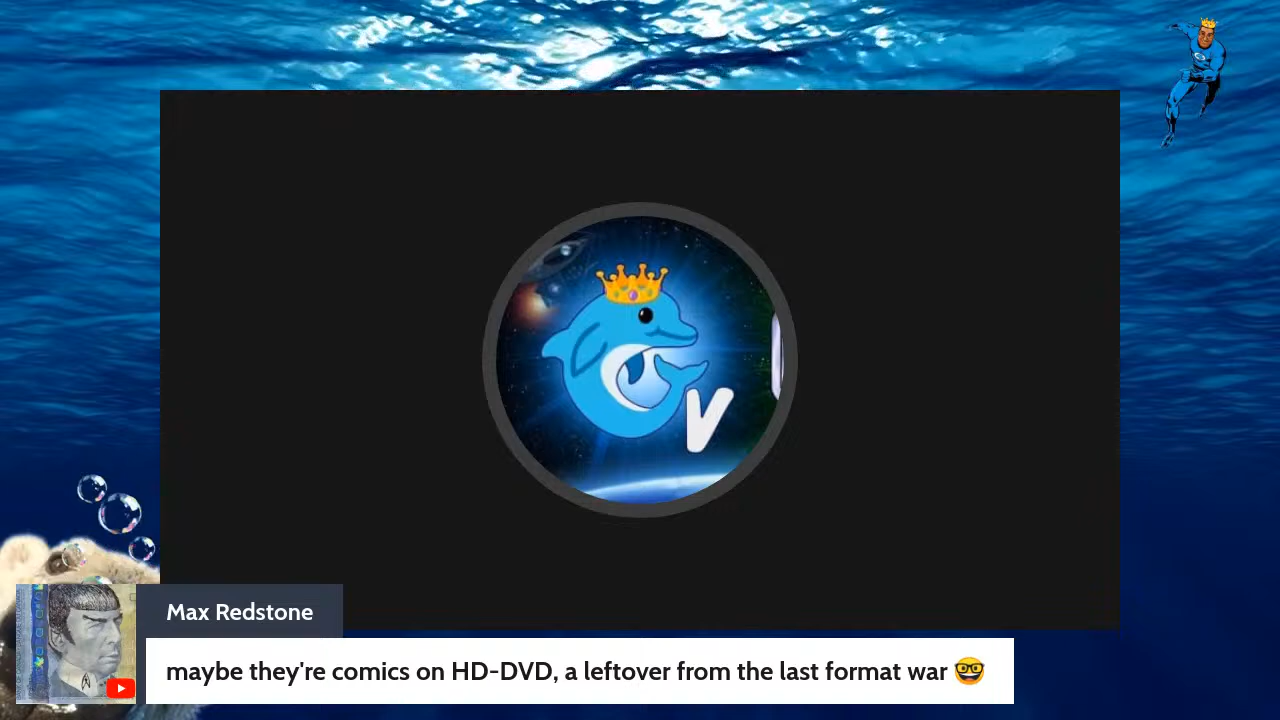 V
Max Redstone
maybe they're comics on HD-DVD, a leftover from the last format war 🤓